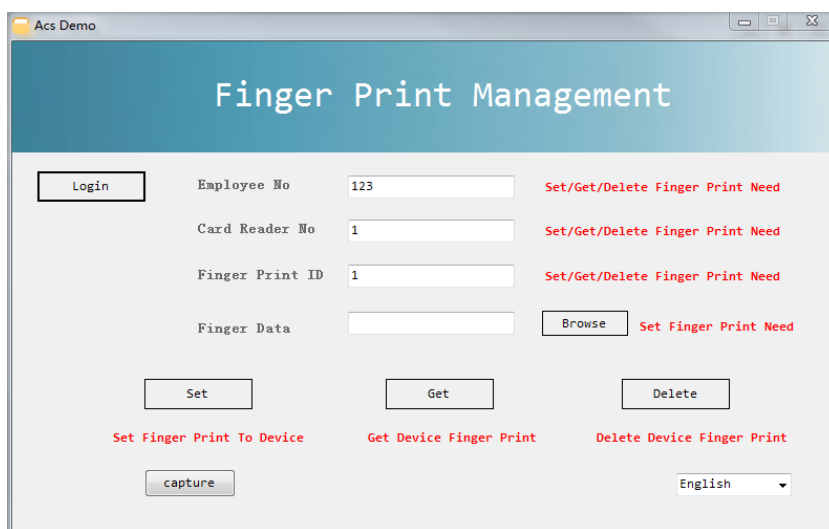 Acs Demo
Finger Print Management
Login
Employee No 123 Set/Get/Delete Finger Print Need
Card Reader No 1 Set/Get/Delete Finger Print Need
Finger Print ID 1 Set/Get/Delete Finger Print Need
Finger Data Browse Set Finger Print Need
Set Get Delete
Set Finger Print To Device Get Device Finger Print Delete Device Finger Print
capture English